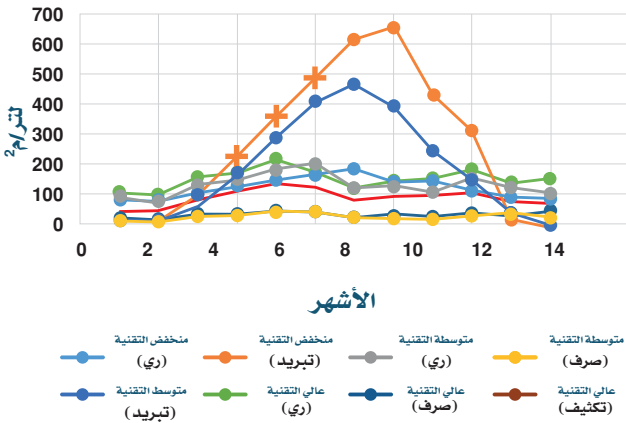 700
600
500
400
300
200
100
0
لتر/م2
0
2
4
6
8
10
12
14
الأشهر
منخفض التقنية
(ري)
منخفض التقنية
(تبريد)
متوسطة التقنية
(ري)
متوسطة التقنية
(صرف)
متوسط التقنية
(تبريد)
عالي التقنية
(ري)
عالي التقنية
(صرف)
عالي التقنية
(تكثيف)